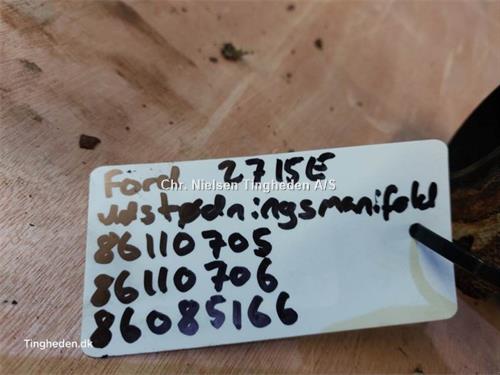 Ford 2715E
Chr. Nielsen Tingheden A/S
Udstødningsmanifold
86110705
86110706
86085166
Tingheden.dk